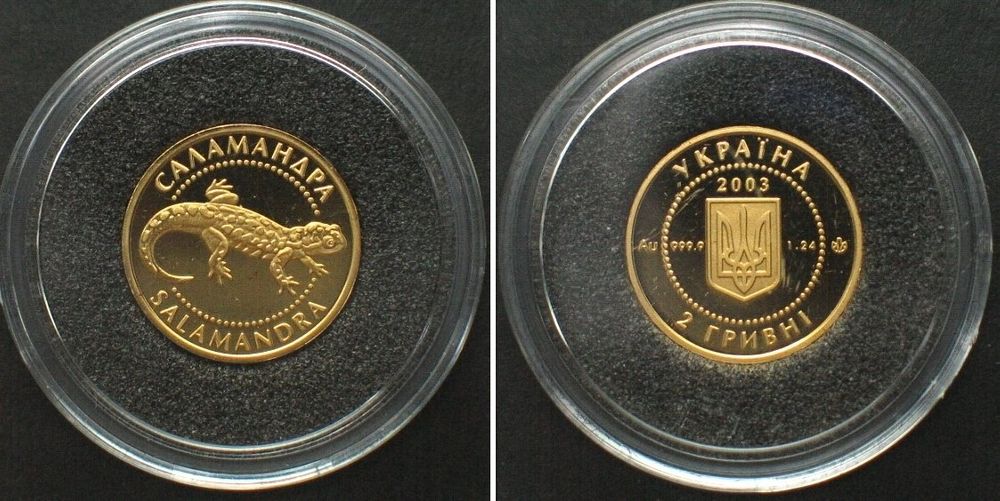 САЛАМАНДРА
SALAMANDRA
УКРАЇНА
2003
Au 999.9 1.24
2 ГРИВНІ